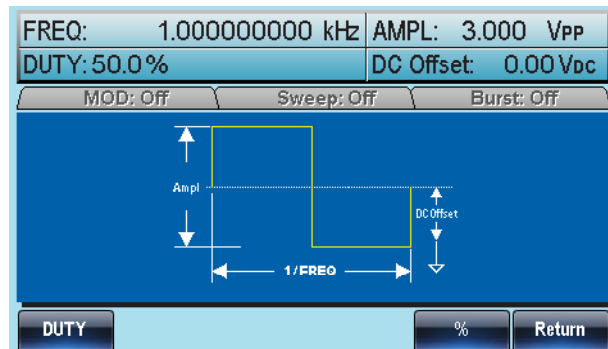 FREQ: 1.000000000 kHz AMPL: 3.000 VPP
DUTY: 50.0% DC Offset: 0.00 VDC
MOD: Off Sweep: Off Burst: Off
Ampl
DC Offset
1/FREQ
DUTY % Return